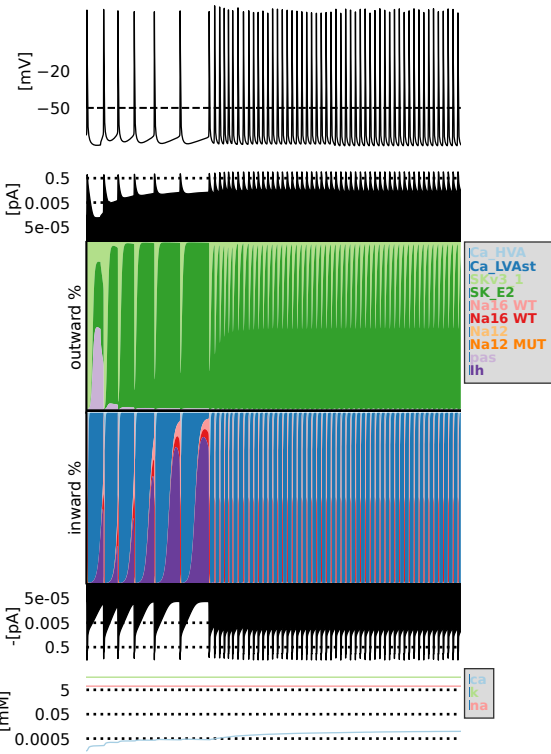 [mV]
−20
−50
[pA]
0.5
0.005
5e-05
outward %
Ca_HVA
Ca_LVAst
SKv3_1
SK_E2
Na16 WT
Na16 WT
Na12
Na12 MUT
pas
Ih
inward %
-[pA]
5e-05
0.005
0.5
[mM]
5
0.05
0.0005
ca
k
na